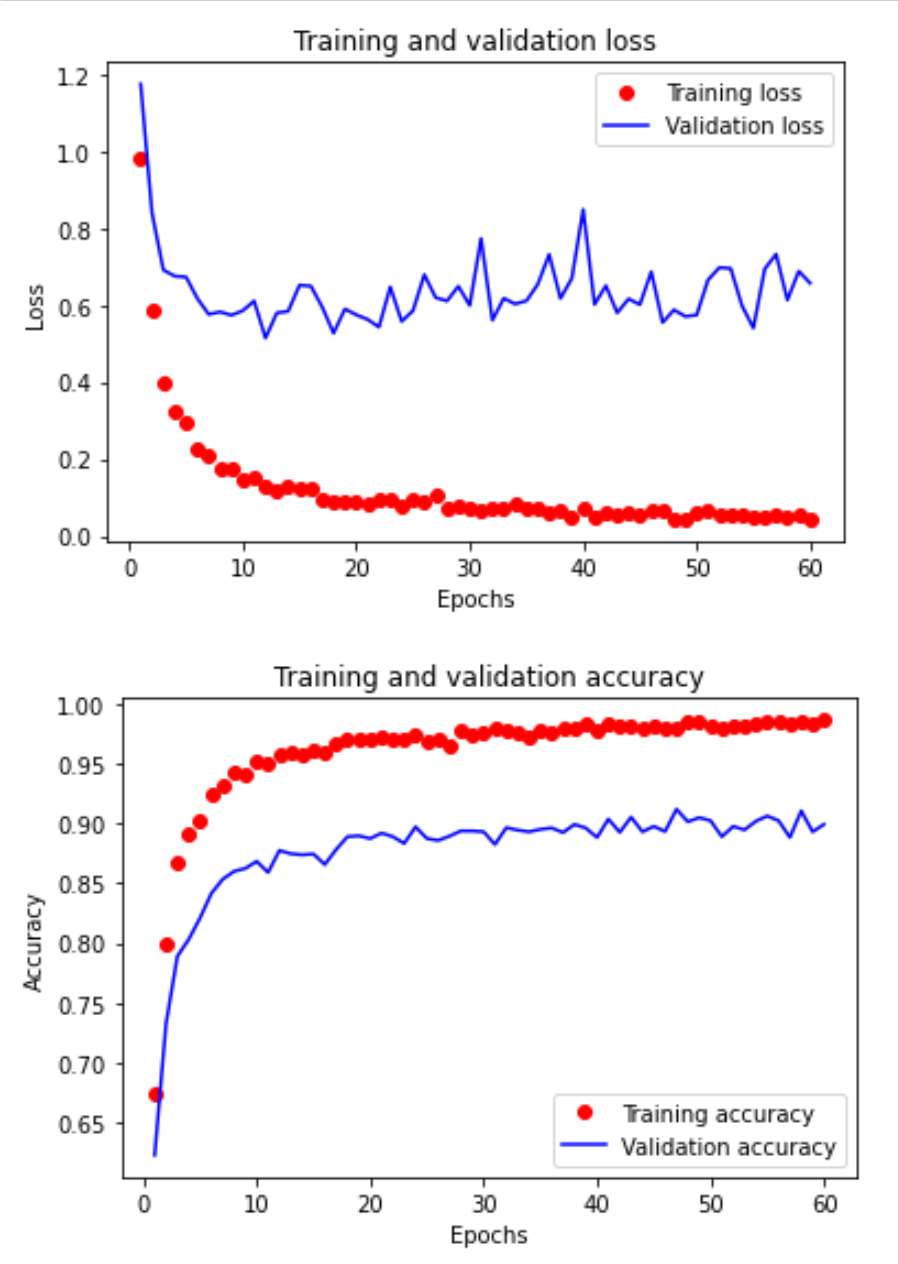 Training and validation loss
1.2
1.0
0.8
0.6
0.4
0.2
0.0
Loss
Training loss
Validation loss
0 10 20 30 40 50 60
Epochs
Training and validation accuracy
1.00
0.95
0.90
0.85
0.80
0.75
0.70
0.65
Accuracy
Training accuracy
Validation accuracy
0 10 20 30 40 50 60
Epochs